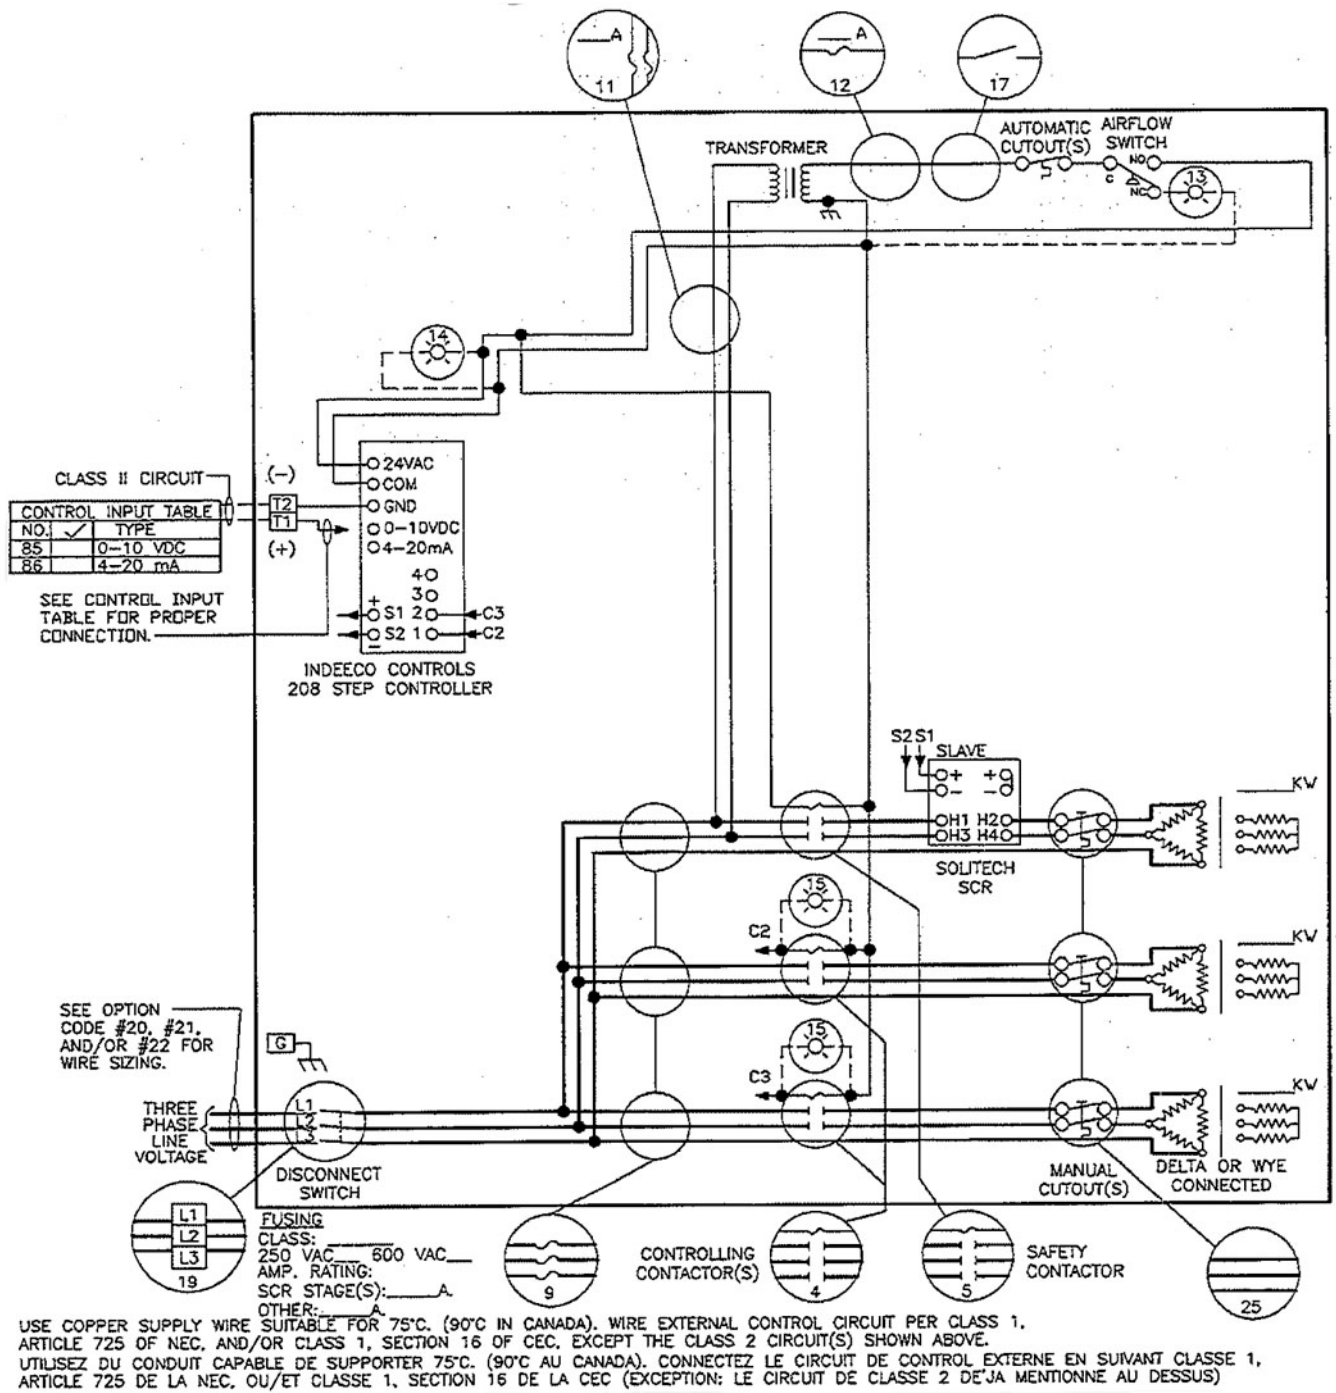 A
11
A
12
17
TRANSFORMER
AUTOMATIC
CUTOUT(S)
AIRFLOW
SWITCH
NO
C
NC
13
14
24VAC
COM
GND
0-10VDC
4-20mA
4
3
+
S1 2
S2 1
-
C3
C2
INDEECO CONTROLS
208 STEP CONTROLLER
CLASS II CIRCUIT
(-)
T2
T1
(+)
CONTROL INPUT TABLE
NO. ✓ TYPE
85 0-10 VDC
86 4-20 mA
SEE CONTROL INPUT
TABLE FOR PROPER
CONNECTION.
S2 S1
SLAVE
+ +
- -
H1 H2
H3 H4
SOLITECH
SCR
KW
15
C2
KW
15
C3
KW
SEE OPTION
CODE #20, #21,
AND/OR #22 FOR
WIRE SIZING.
G
THREE
PHASE
LINE
VOLTAGE
L1
L2
L3
DISCONNECT
SWITCH
MANUAL
CUTOUT(S)
DELTA OR WYE
CONNECTED
L1
L2
L3
19
FUSING
CLASS: ______
250 VAC__ 600 VAC__
AMP. RATING:
SCR STAGE(S):_____A.
OTHER:_____A.
9
CONTROLLING
CONTACTOR(S)
4
5
SAFETY
CONTACTOR
25
USE COPPER SUPPLY WIRE SUITABLE FOR 75°C. (90°C IN CANADA). WIRE EXTERNAL CONTROL CIRCUIT PER CLASS 1,
ARTICLE 725 OF NEC, AND/OR CLASS 1, SECTION 16 OF CEC, EXCEPT THE CLASS 2 CIRCUIT(S) SHOWN ABOVE.
UTILISEZ DU CONDUIT CAPABLE DE SUPPORTER 75°C. (90°C AU CANADA). CONNECTEZ LE CIRCUIT DE CONTROL EXTERNE EN SUIVANT CLASSE 1,
ARTICLE 725 DE LA NEC, OU/ET CLASSE 1, SECTION 16 DE LA CEC (EXCEPTION: LE CIRCUIT DE CLASSE 2 DE'JA MENTIONNE AU DESSUS)